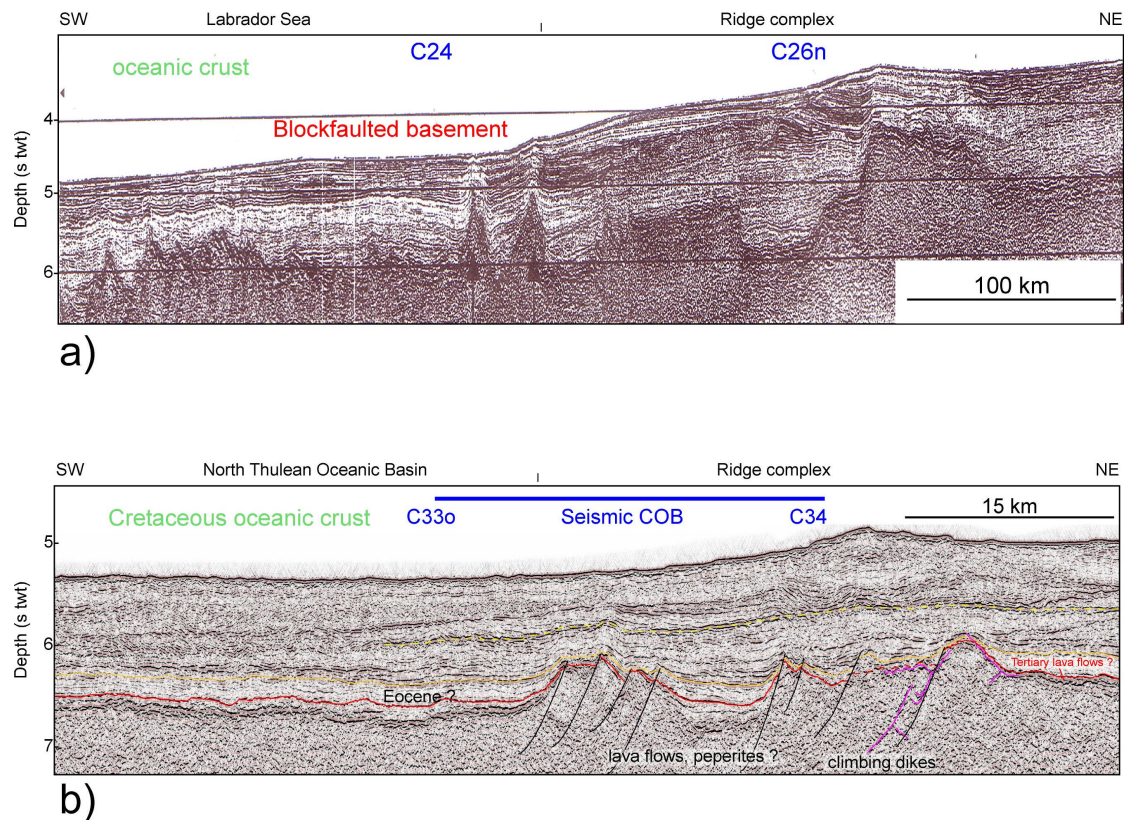 SW Labrador Sea Ridge complex NE
C24 C26n
oceanic crust
4
Blockfaulted basement
Depth (s twt)
5
6
100 km
a)
SW North Thulean Oceanic Basin Ridge complex NE
15 km
Cretaceous oceanic crust C33o Seismic COB C34
5
Depth (s twt)
6
Tertiary lava flows ?
Eocene ?
7
lava flows, peperites ?
climbing dikes
b)